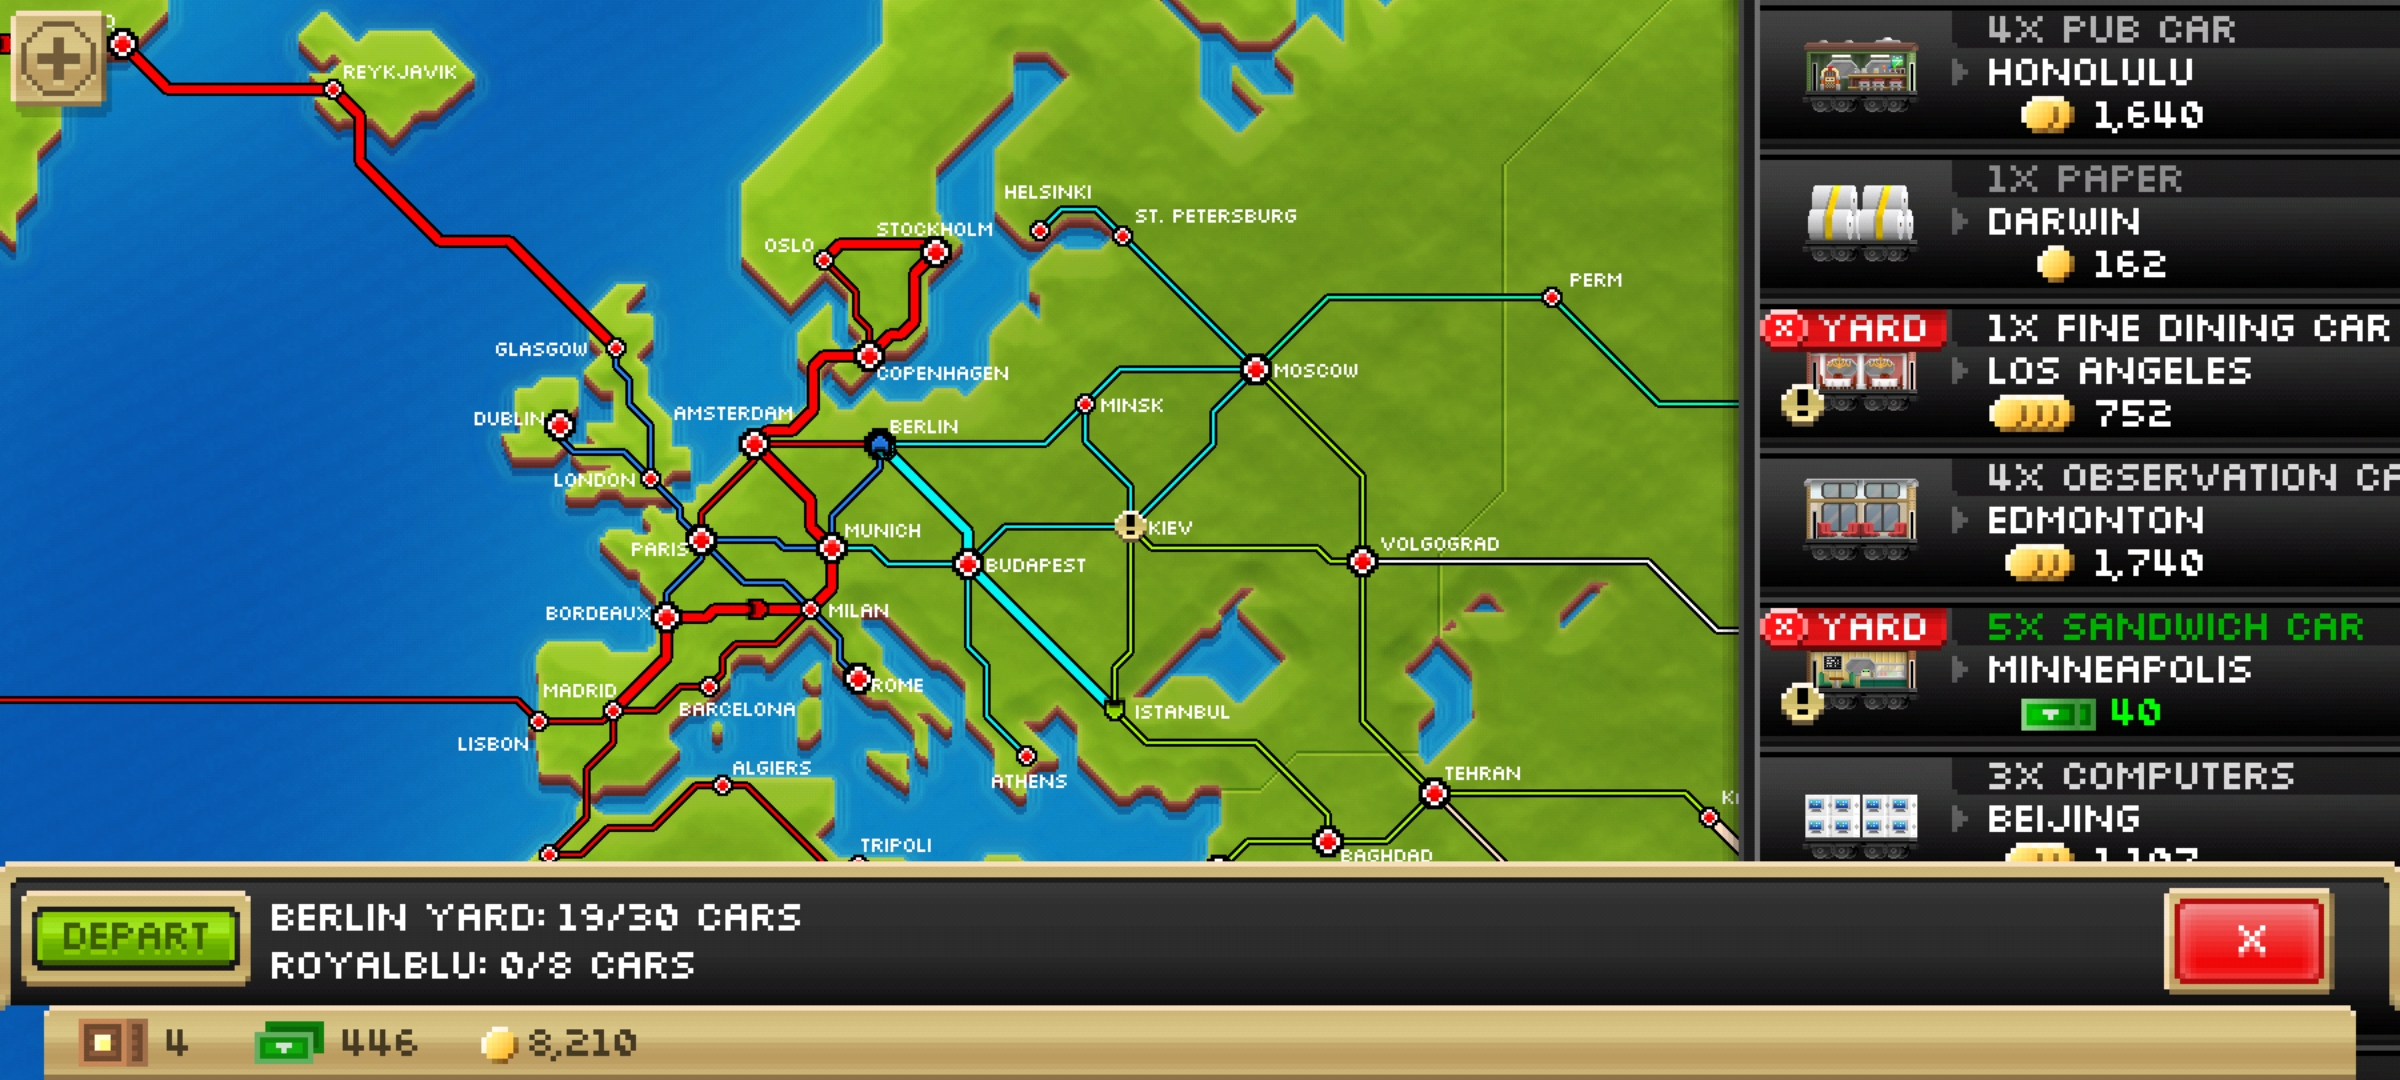 REYKJAVIK
HELSINKI
ST. PETERSBURG
STOCKHOLM
OSLO
PERM
GLASGOW
COPENHAGEN
MOSCOW
DUBLIN
AMSTERDAM
BERLIN
MINSK
LONDON
PARIS
MUNICH
BUDAPEST
KIEV
VOLGOGRAD
BORDEAUX
MILAN
MADRID
ROME
LISBON
BARCELONA
ISTANBUL
ALGIERS
ATHENS
TEHRAN
TRIPOLI
BAGHDAD
4X PUB CAR
HONOLULU
1,640
1X PAPER
DARWIN
162
YARD
1X FINE DINING CAR
LOS ANGELES
752
4X OBSERVATION CA
EDMONTON
1,740
YARD
5X SANDWICH CAR
MINNEAPOLIS
40
3X COMPUTERS
BEIJING
DEPART
BERLIN YARD: 19/30 CARS
ROYALBLU: 0/8 CARS
X
4
446
8,210